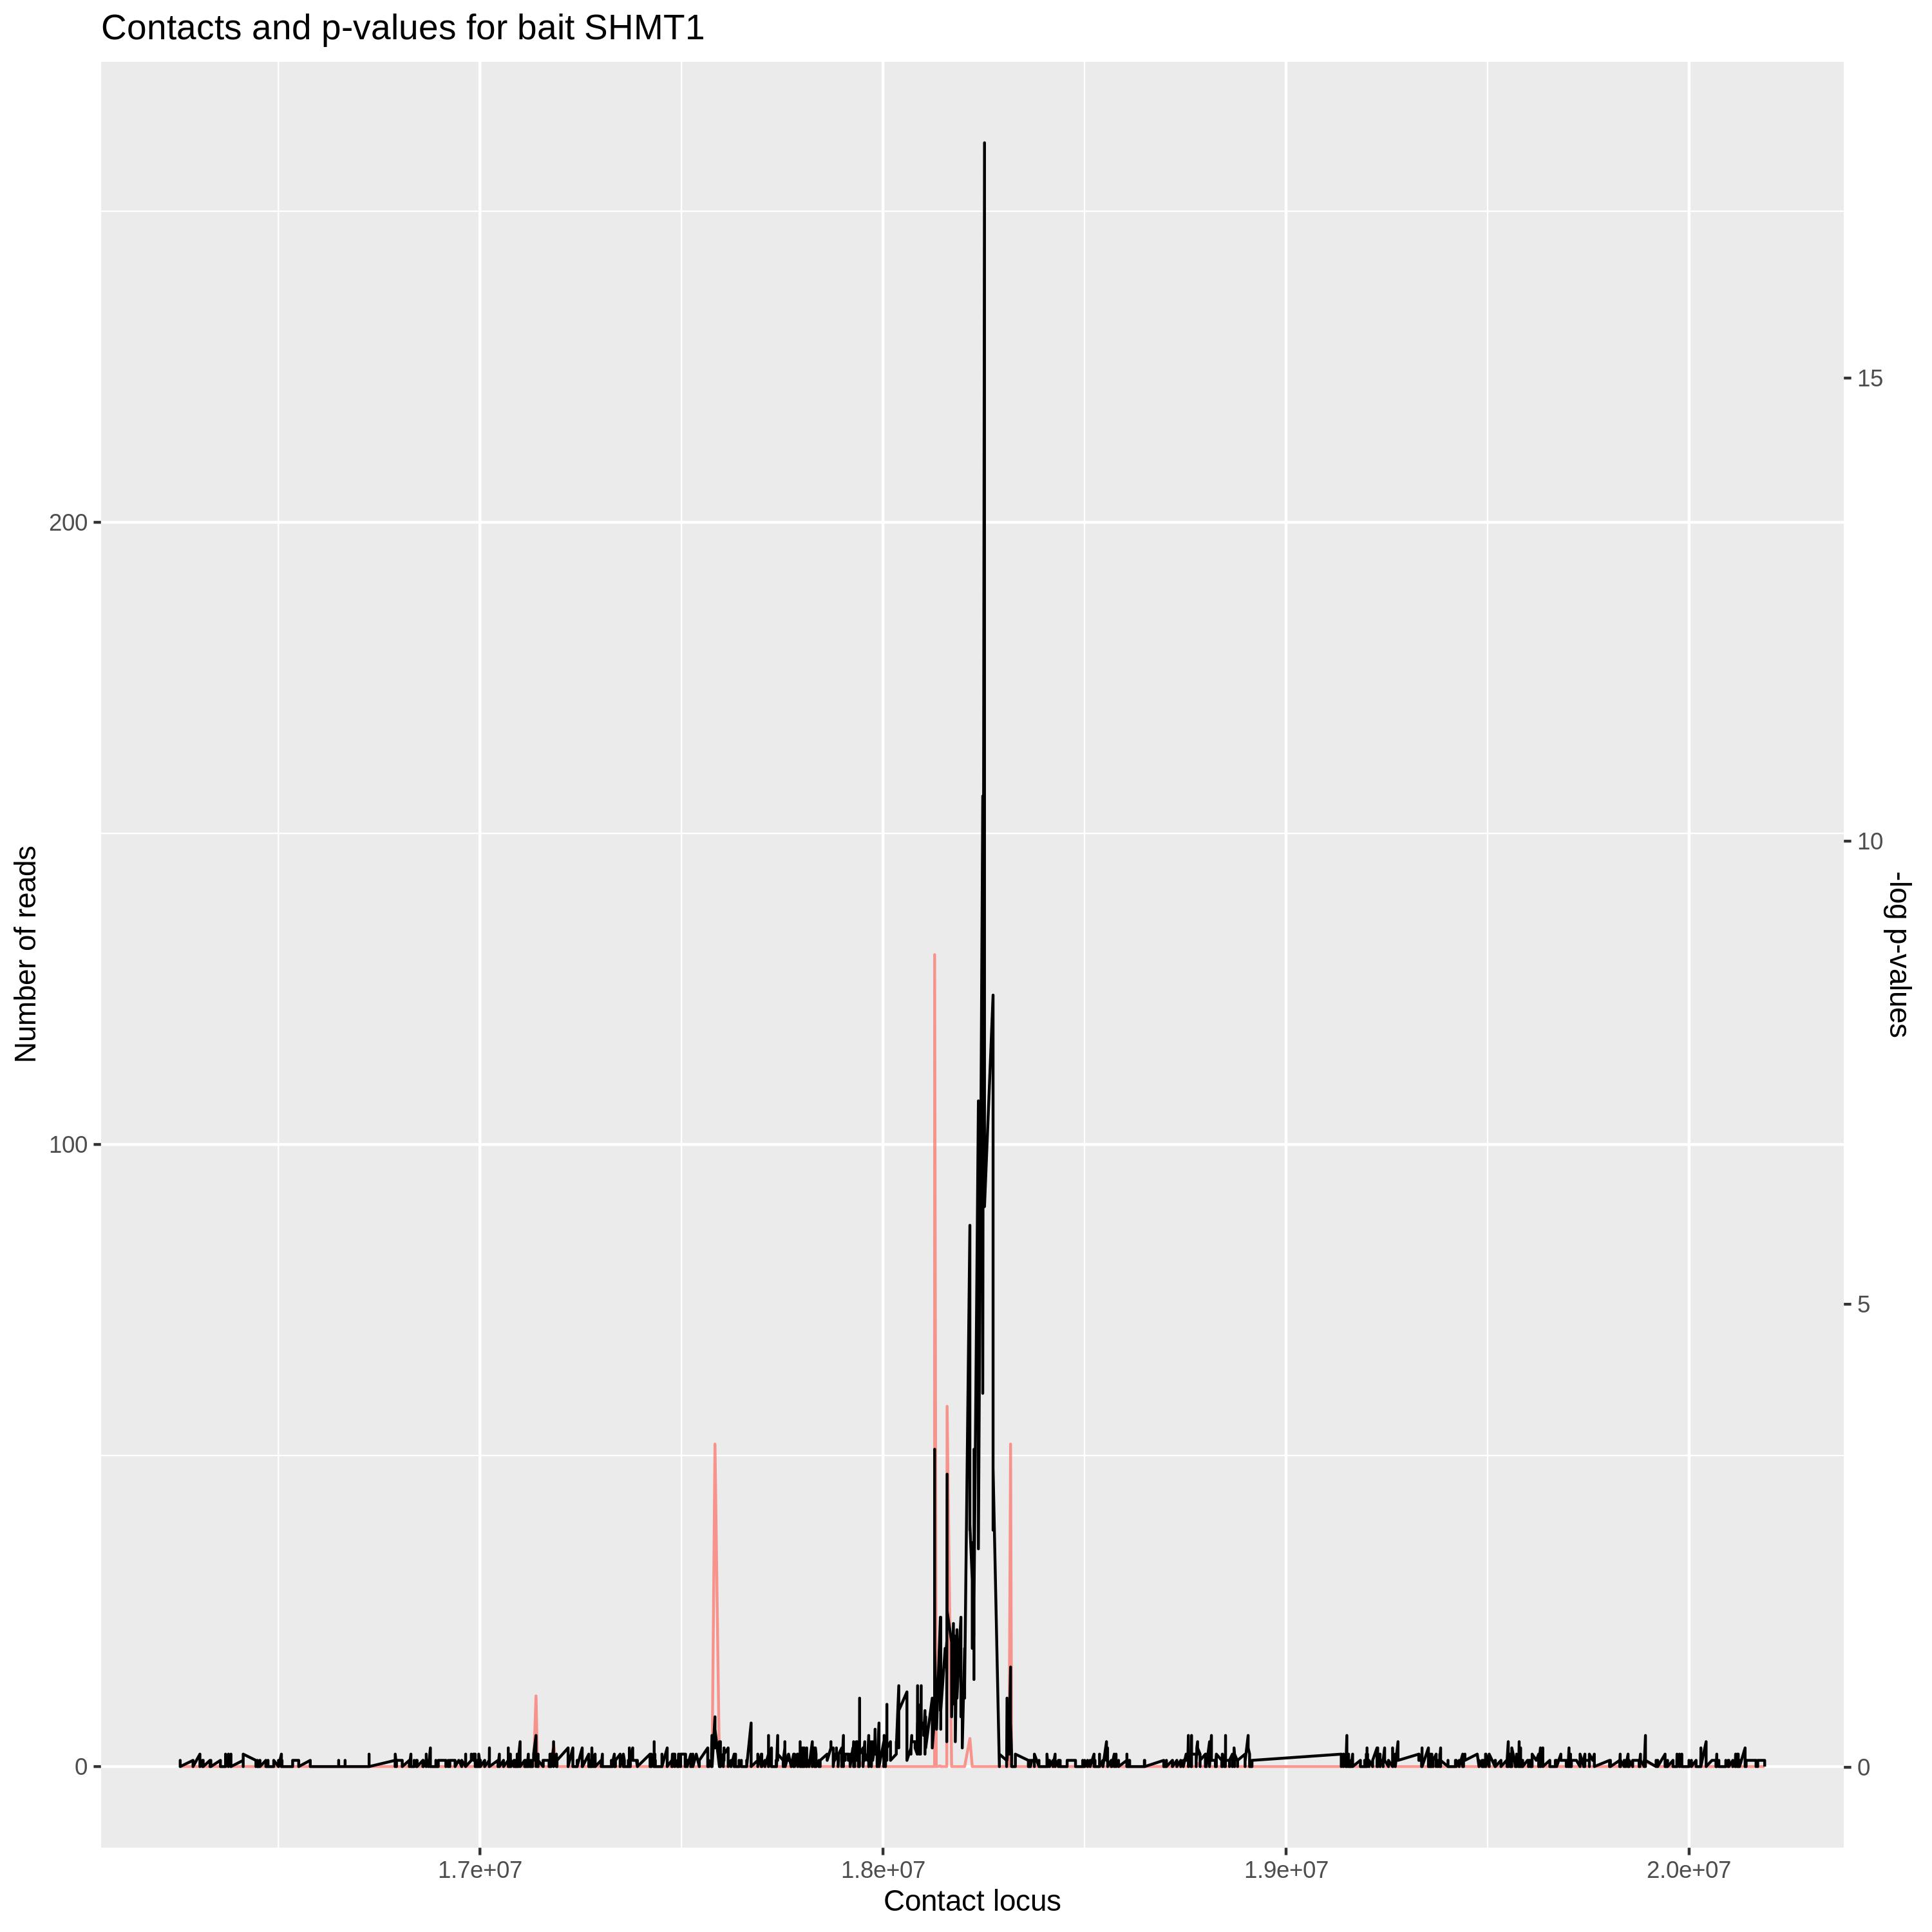 Contacts and p-values for bait SHMT1
Number of reads
200
100
0
15
10
5
0
-log p-values
1.7e+07 1.8e+07 1.9e+07 2.0e+07
Contact locus